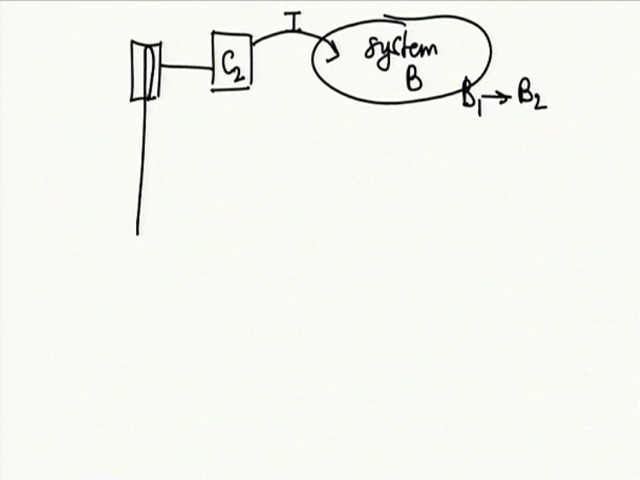 I
C₂
system
B
B₁ → B₂